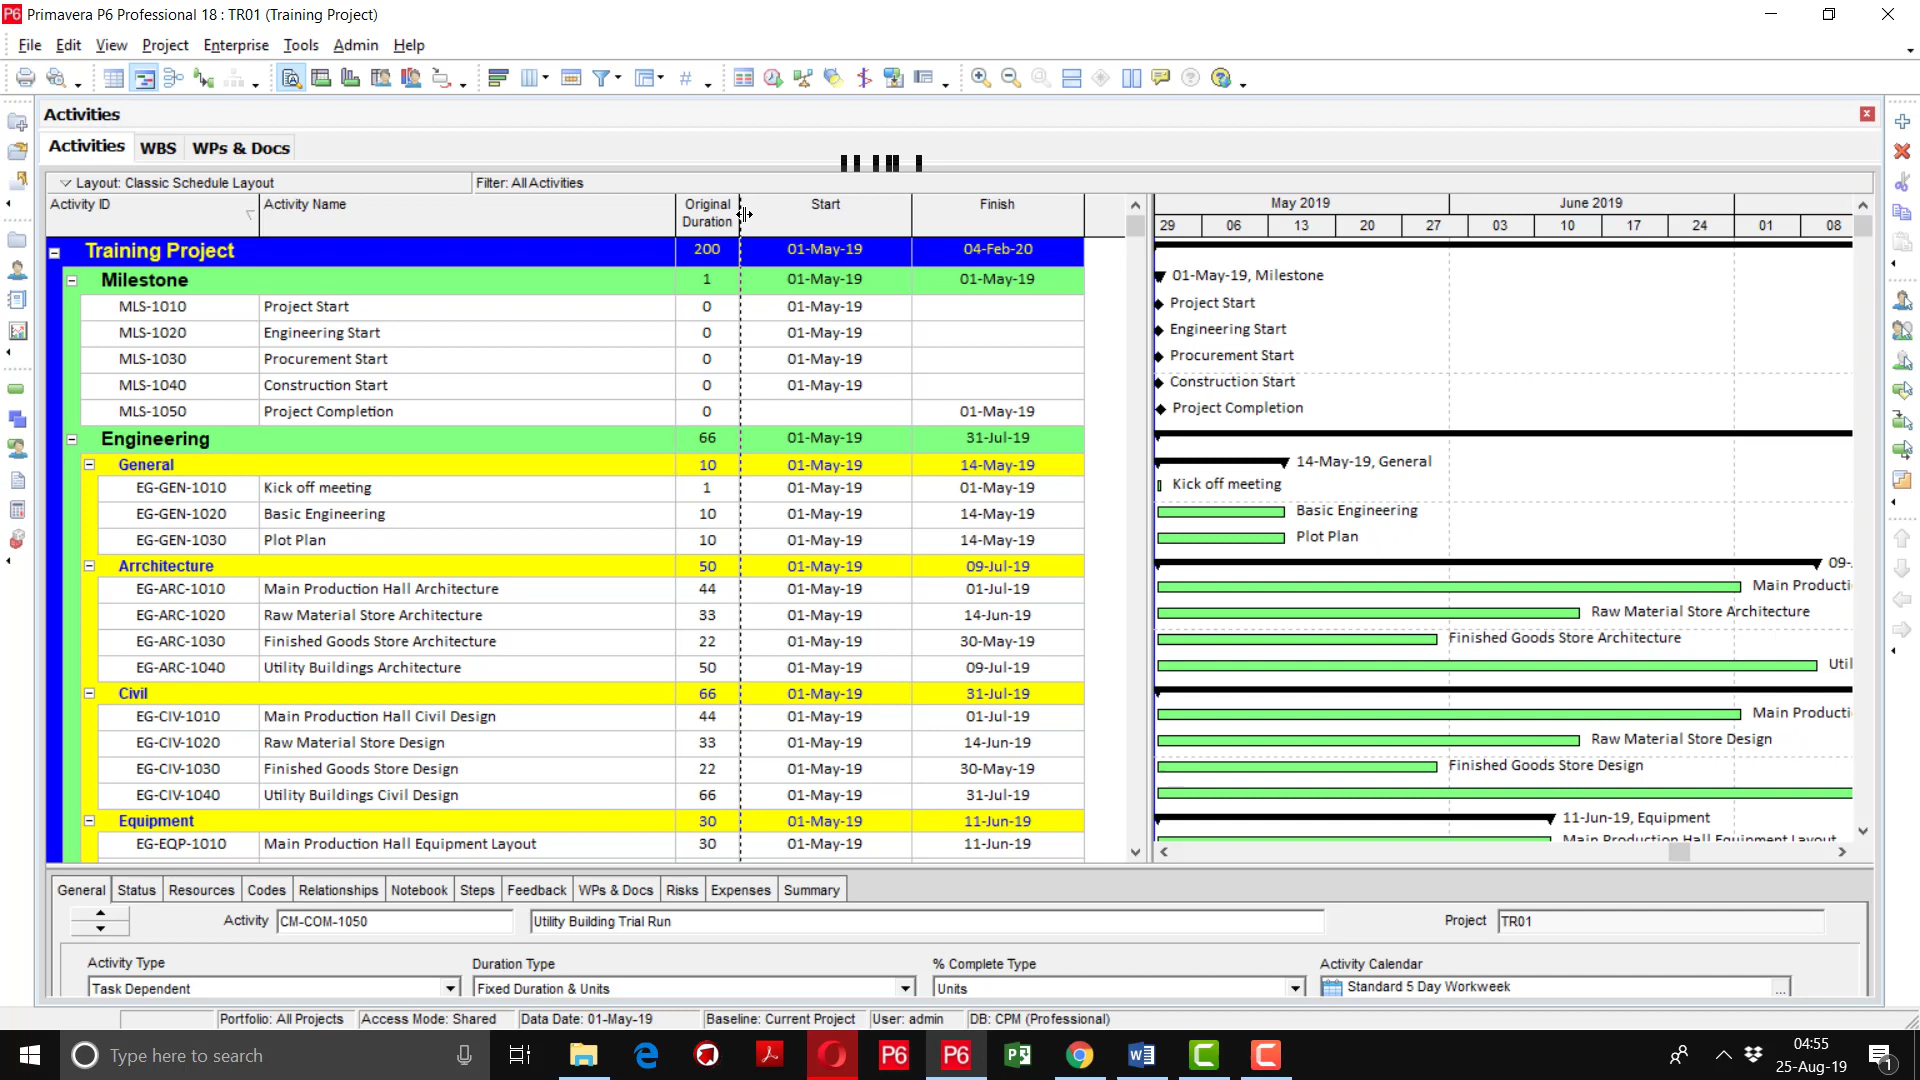 Primavera P6 Professional 18 : TR01 (Training Project)
File Edit View Project Enterprise Tools Admin Help
Activities
Activities WBS WPs & Docs
Layout: Classic Schedule Layout Filter: All Activities
Activity ID Activity Name Original Duration Start Finish
May 2019 June 2019
29 06 13 20 27 03 10 17 24 01 08
Training Project 200 01-May-19 04-Feb-20
Milestone 1 01-May-19 01-May-19 01-May-19, Milestone
MLS-1010 Project Start 0 01-May-19 Project Start
MLS-1020 Engineering Start 0 01-May-19 Engineering Start
MLS-1030 Procurement Start 0 01-May-19 Procurement Start
MLS-1040 Construction Start 0 01-May-19 Construction Start
MLS-1050 Project Completion 0 01-May-19 Project Completion
Engineering 66 01-May-19 31-Jul-19
General 10 01-May-19 14-May-19 14-May-19, General
EG-GEN-1010 Kick off meeting 1 01-May-19 01-May-19 Kick off meeting
EG-GEN-1020 Basic Engineering 10 01-May-19 14-May-19 Basic Engineering
EG-GEN-1030 Plot Plan 10 01-May-19 14-May-19 Plot Plan
Arrchitecture 50 01-May-19 09-Jul-19 09-
EG-ARC-1010 Main Production Hall Architecture 44 01-May-19 01-Jul-19 Main Producti
EG-ARC-1020 Raw Material Store Architecture 33 01-May-19 14-Jun-19 Raw Material Store Architecture
EG-ARC-1030 Finished Goods Store Architecture 22 01-May-19 30-May-19 Finished Goods Store Architecture
EG-ARC-1040 Utility Buildings Architecture 50 01-May-19 09-Jul-19 Util
Civil 66 01-May-19 31-Jul-19
EG-CIV-1010 Main Production Hall Civil Design 44 01-May-19 01-Jul-19 Main Producti
EG-CIV-1020 Raw Material Store Design 33 01-May-19 14-Jun-19 Raw Material Store Design
EG-CIV-1030 Finished Goods Store Design 22 01-May-19 30-May-19 Finished Goods Store Design
EG-CIV-1040 Utility Buildings Civil Design 66 01-May-19 31-Jul-19
Equipment 30 01-May-19 11-Jun-19 11-Jun-19, Equipment
EG-EQP-1010 Main Production Hall Equipment Layout 30 01-May-19 11-Jun-19 Main Production Hall Equipment Layout
General Status Resources Codes Relationships Notebook Steps Feedback WPs & Docs Risks Expenses Summary
Activity CM-COM-1050 Utility Building Trial Run Project TR01
Activity Type Duration Type % Complete Type Activity Calendar
Task Dependent Fixed Duration & Units Units Standard 5 Day Workweek ...
Portfolio: All Projects Access Mode: Shared Data Date: 01-May-19 Baseline: Current Project User: admin DB: CPM (Professional)
Type here to search
04:55
25-Aug-19
1